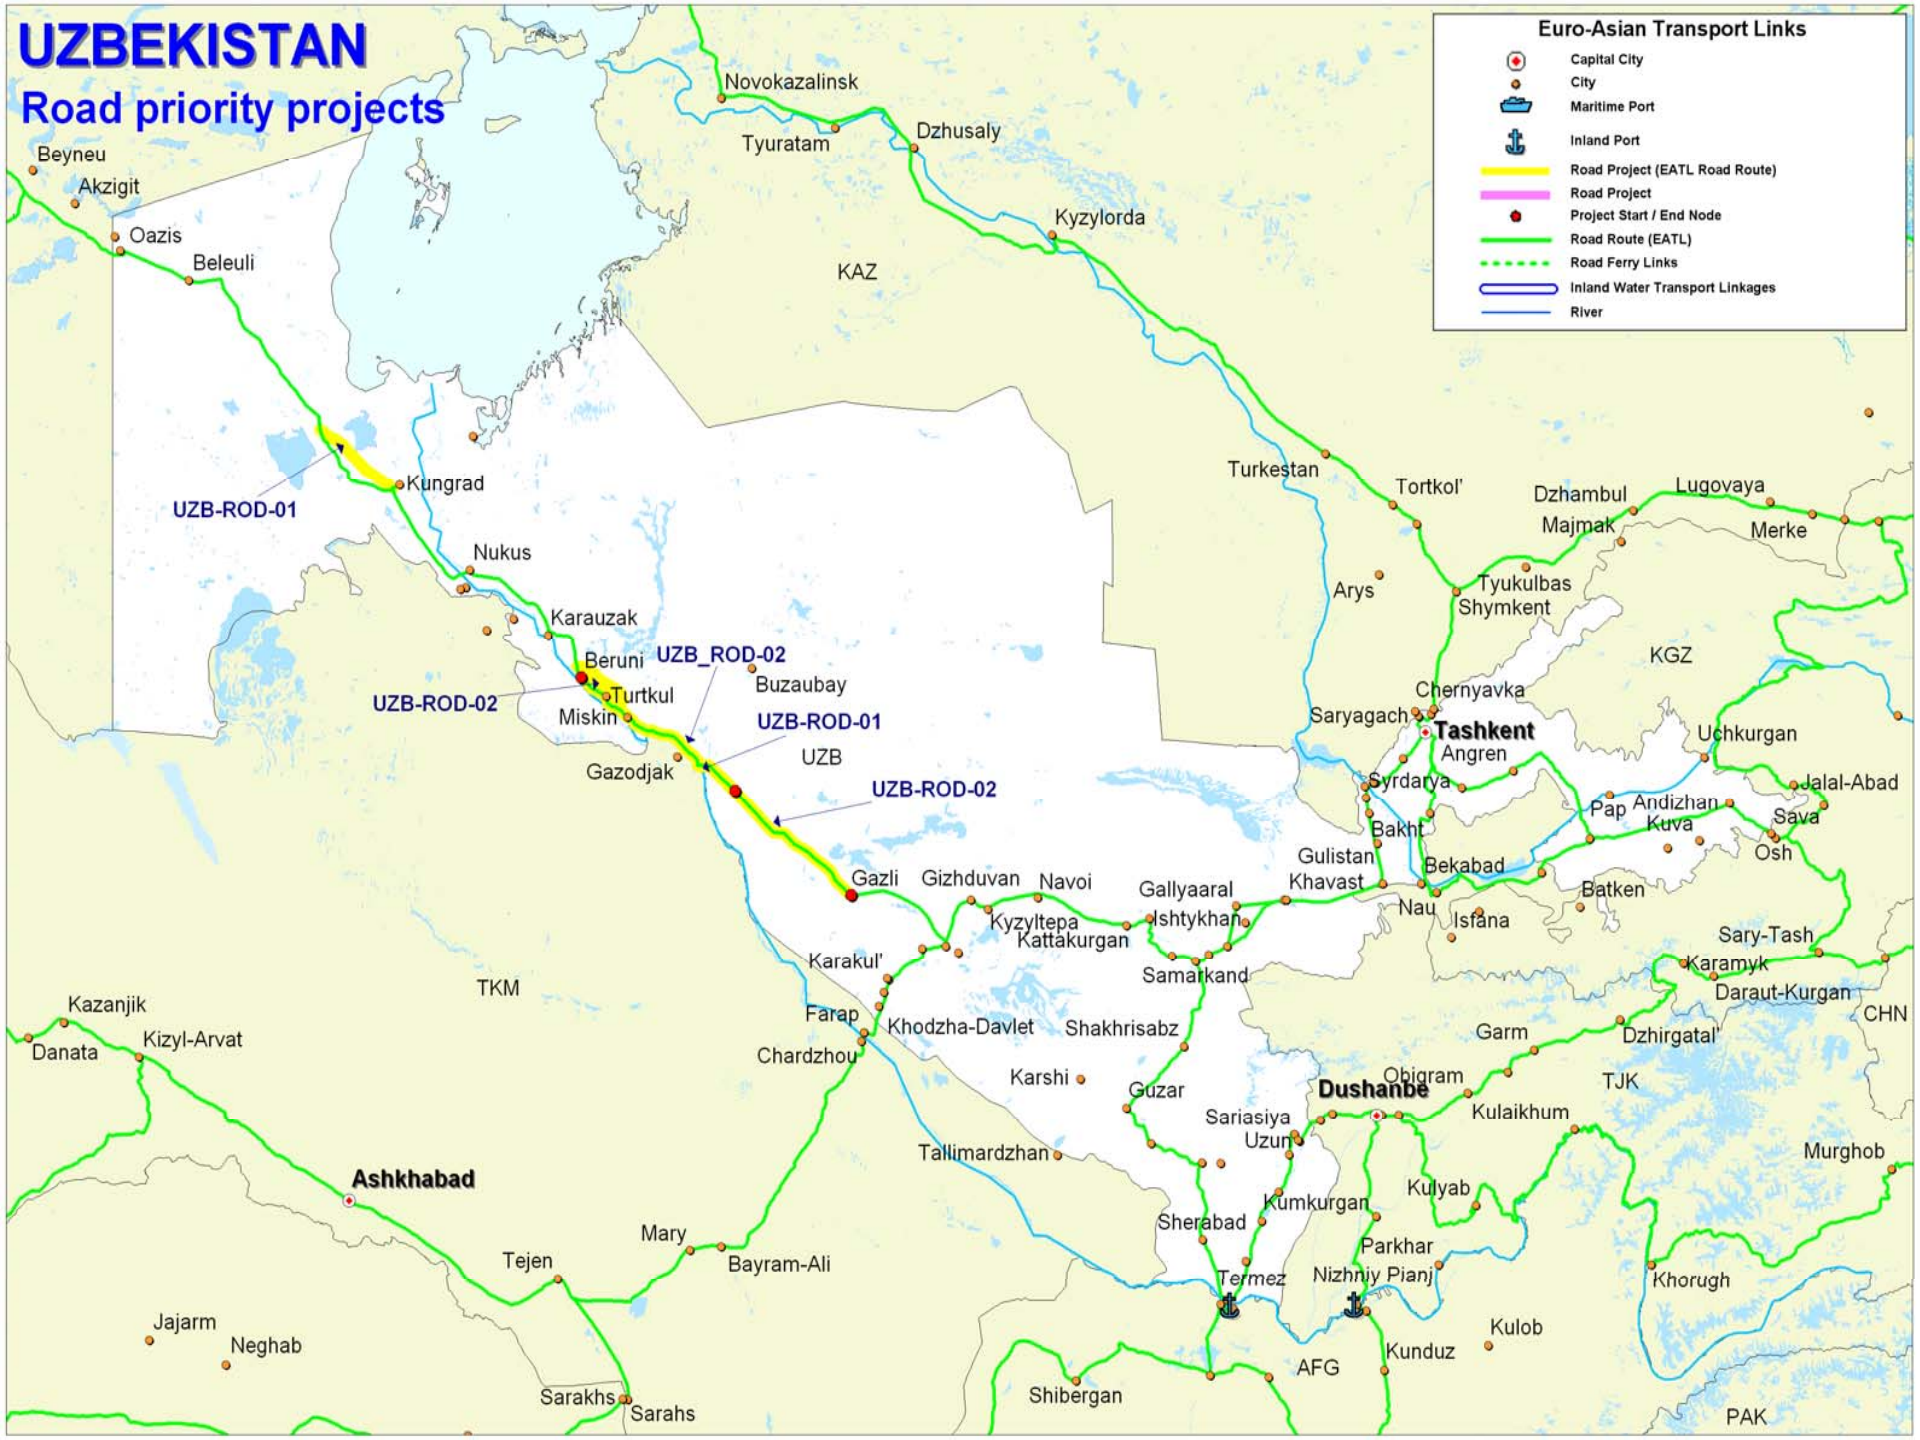 UZBEKISTAN
Road priority projects
Euro-Asian Transport Links
Capital City
City
Maritime Port
Inland Port
Road Project (EATL Road Route)
Road Project
Project Start / End Node
Road Route (EATL)
Road Ferry Links
Inland Water Transport Linkages
River
Novokazalinsk
Tyuratam
Dzhusaly
Beyneu
Akzigit
Oazis
Beleuli
Kyzylorda
KAZ
Kungrad
UZB-ROD-01
Turkestan
Tortkol'
Dzhambul
Lugovaya
Majmak
Merke
Nukus
Arys
Tyukulbas
Shymkent
Karauzak
Beruni
UZB_ROD-02
KGZ
Buzaubay
UZB-ROD-02
Turtkul
Miskin
UZB-ROD-01
Chernyavka
Saryagach
Tashkent
Uchkurgan
Gazodjak
UZB
Angren
UZB-ROD-02
Syrdarya
Jalal-Abad
Pap
Andizhan
Kuva
Sava
Bakht
Osh
Gulistan
Bekabad
Gazli
Gizhduvan
Navoi
Gallyaaral
Khavast
Batken
Nau
Isfana
Kyzyltepa
Ishtykhan
Kattakurgan
Sary-Tash
Karakul'
Samarkand
Karamyk
Daraut-Kurgan
TKM
CHN
Kazanjik
Farap
Khodzha-Davlet
Shakhrisabz
Garm
Dzhirgatal'
Kizyl-Arvat
Danata
Chardzhou
Karshi
Obigram
TJK
Guzar
Dushanbe
Sariasiya
Kulaikhum
Uzun
Tallimardzhan
Murghob
Ashkhabad
Kumkurgan
Kulyab
Sherabad
Mary
Bayram-Ali
Parkhar
Tejen
Termez
Nizhniy Pianj
Khorugh
Jajarm
Neghab
Kulob
Kunduz
AFG
Shibergan
Sarakhs
Sarahs
PAK